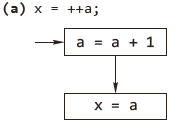 (a) x = ++a;
a = a + 1
x = a